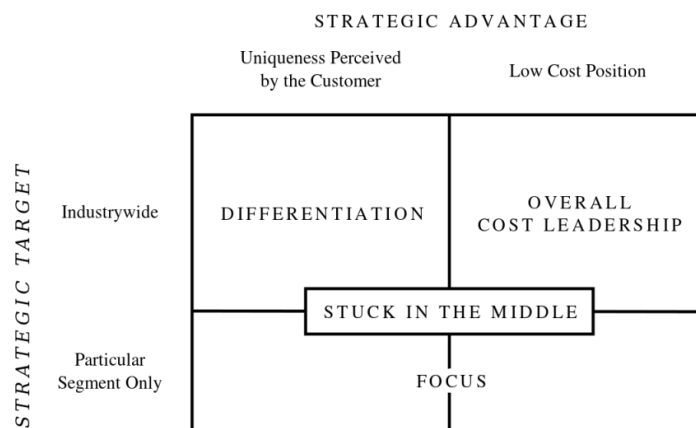 STRATEGIC ADVANTAGE
Uniqueness Perceived
by the Customer
Low Cost Position
STRATEGIC TARGET
Industrywide
DIFFERENTIATION
OVERALL
COST LEADERSHIP
STUCK IN THE MIDDLE
Particular
Segment Only
FOCUS